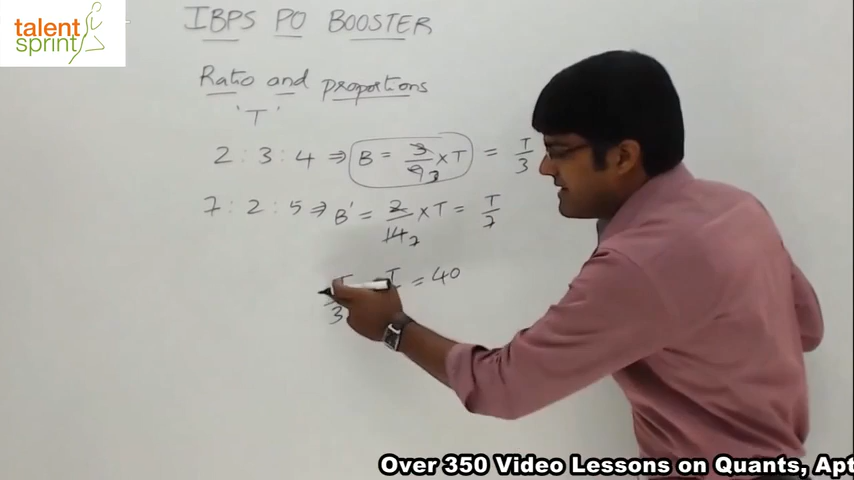 talent
sprint
IBPS PO BOOSTER
Ratio and proportions
'T'
2 : 3 : 4 ⇒ B = 3/9 3 × T = T/3
7 : 2 : 5 ⇒ B' = 2/14 7 × T = T/7
T/3 T = 40
Over 350 Video Lessons on Quants, Apt